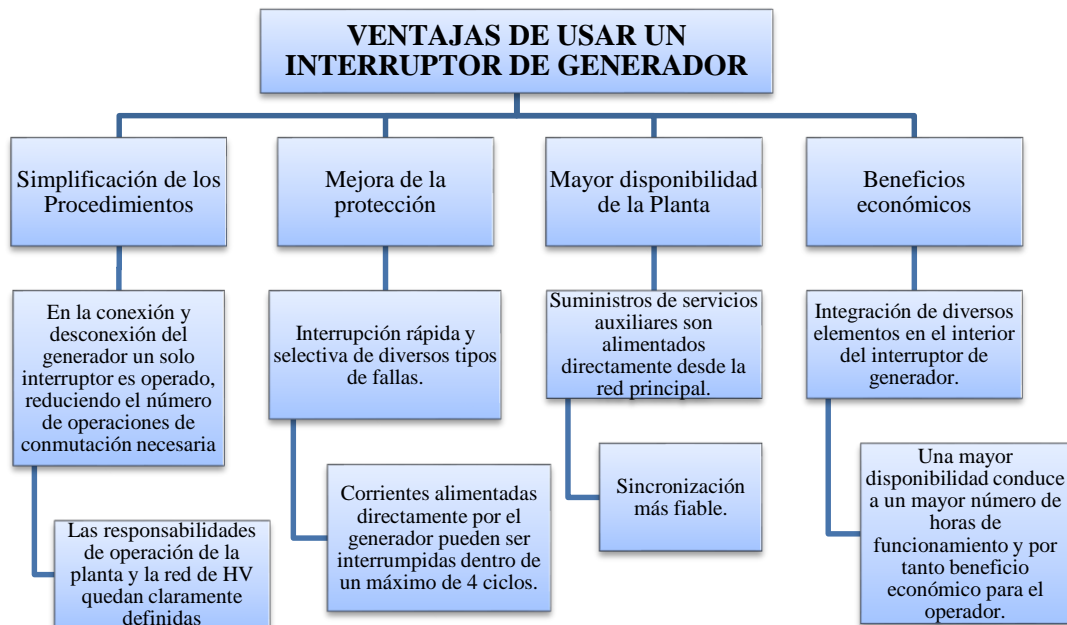 VENTAJAS DE USAR UN
INTERRUPTOR DE GENERADOR
Simplificación de los
Procedimientos
Mejora de la
protección
Mayor disponibilidad
de la Planta
Beneficios
económicos
En la conexión y
desconexión del
generador un solo
interruptor es operado,
reduciendo el número
de operaciones de
conmutación necesaria
Interrupción rápida y
selectiva de diversos tipos
de fallas.
Suministros de servicios
auxiliares son
alimentados
directamente desde la
red principal.
Integración de diversos
elementos en el interior
del interruptor de
generador.
Las responsabilidades
de operación de la
planta y la red de HV
quedan claramente
definidas
Corrientes alimentadas
directamente por el
generador pueden ser
interrumpidas dentro de
un máximo de 4 ciclos.
Sincronización
más fiable.
Una mayor
disponibilidad conduce
a un mayor número de
horas de
funcionamiento y por
tanto beneficio
económico para el
operador.